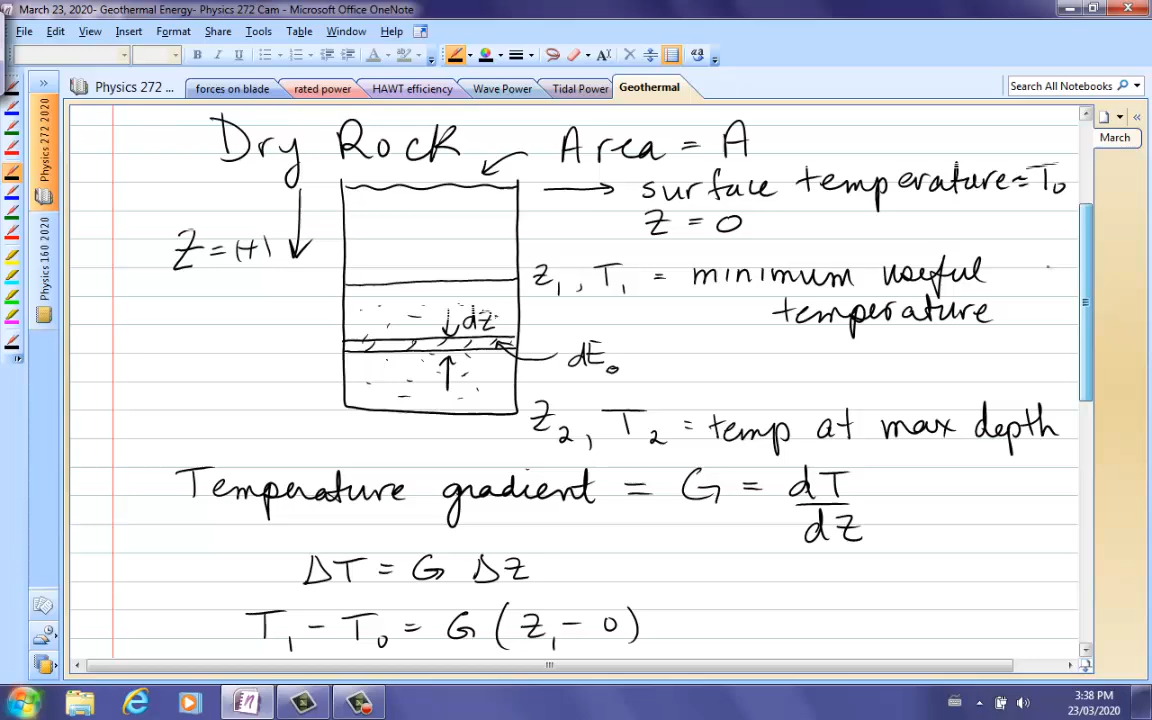 March 23, 2020- Geothermal Energy- Physics 272 Cam - Microsoft Office OneNote
File Edit View Insert Format Share Tools Table Window Help
B I U
Physics 272 ... forces on blade rated power HAWT efficiency Wave Power Tidal Power Geothermal Search All Notebooks
March
Physics 272 2020
Physics 160 2020
Dry Rock Area = A
surface temperature = T₀
Z = 0
Z = (+)
Z₁, T₁ = minimum useful
temperature
dZ
dE₀
Z₂, T₂ = temp at max depth
Temperature gradient = G = dT/dZ
ΔT = G ΔZ
T₁ - T₀ = G (Z₁ - 0)
3:38 PM
23/03/2020